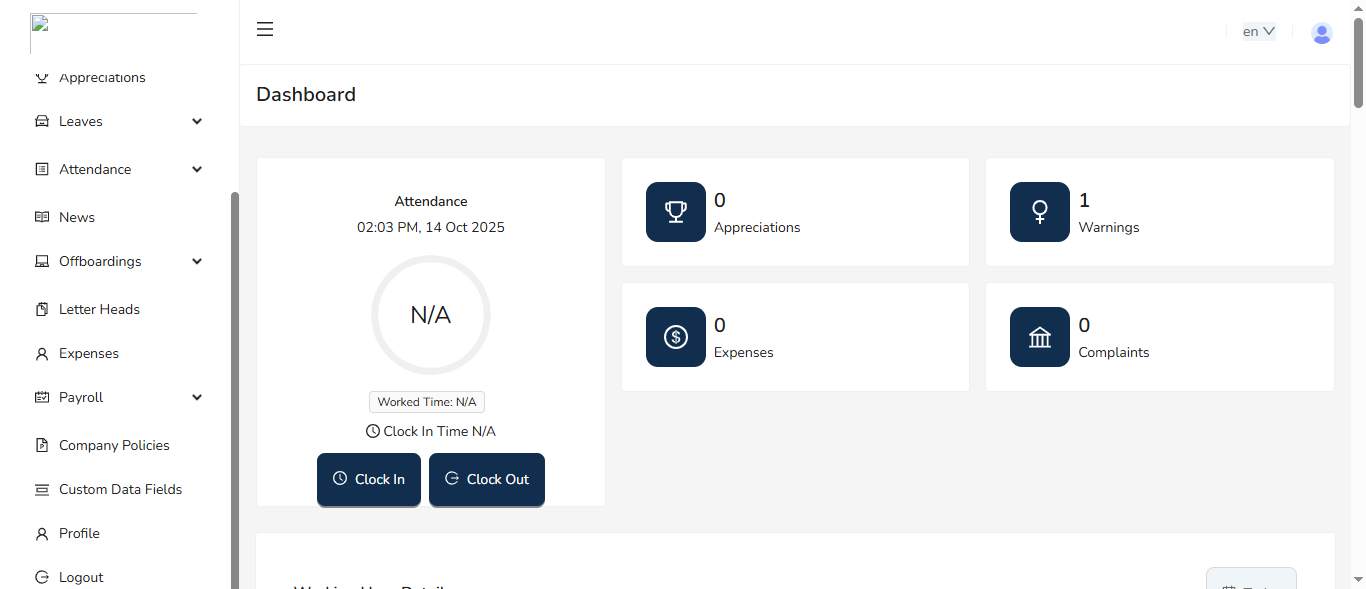 en
Appreciations
Leaves
Attendance
News
Offboardings
Letter Heads
Expenses
Payroll
Company Policies
Custom Data Fields
Profile
Logout
Dashboard
Attendance
02:03 PM, 14 Oct 2025
N/A
Worked Time: N/A
Clock In Time N/A
Clock In
Clock Out
0
Appreciations
1
Warnings
0
Expenses
0
Complaints